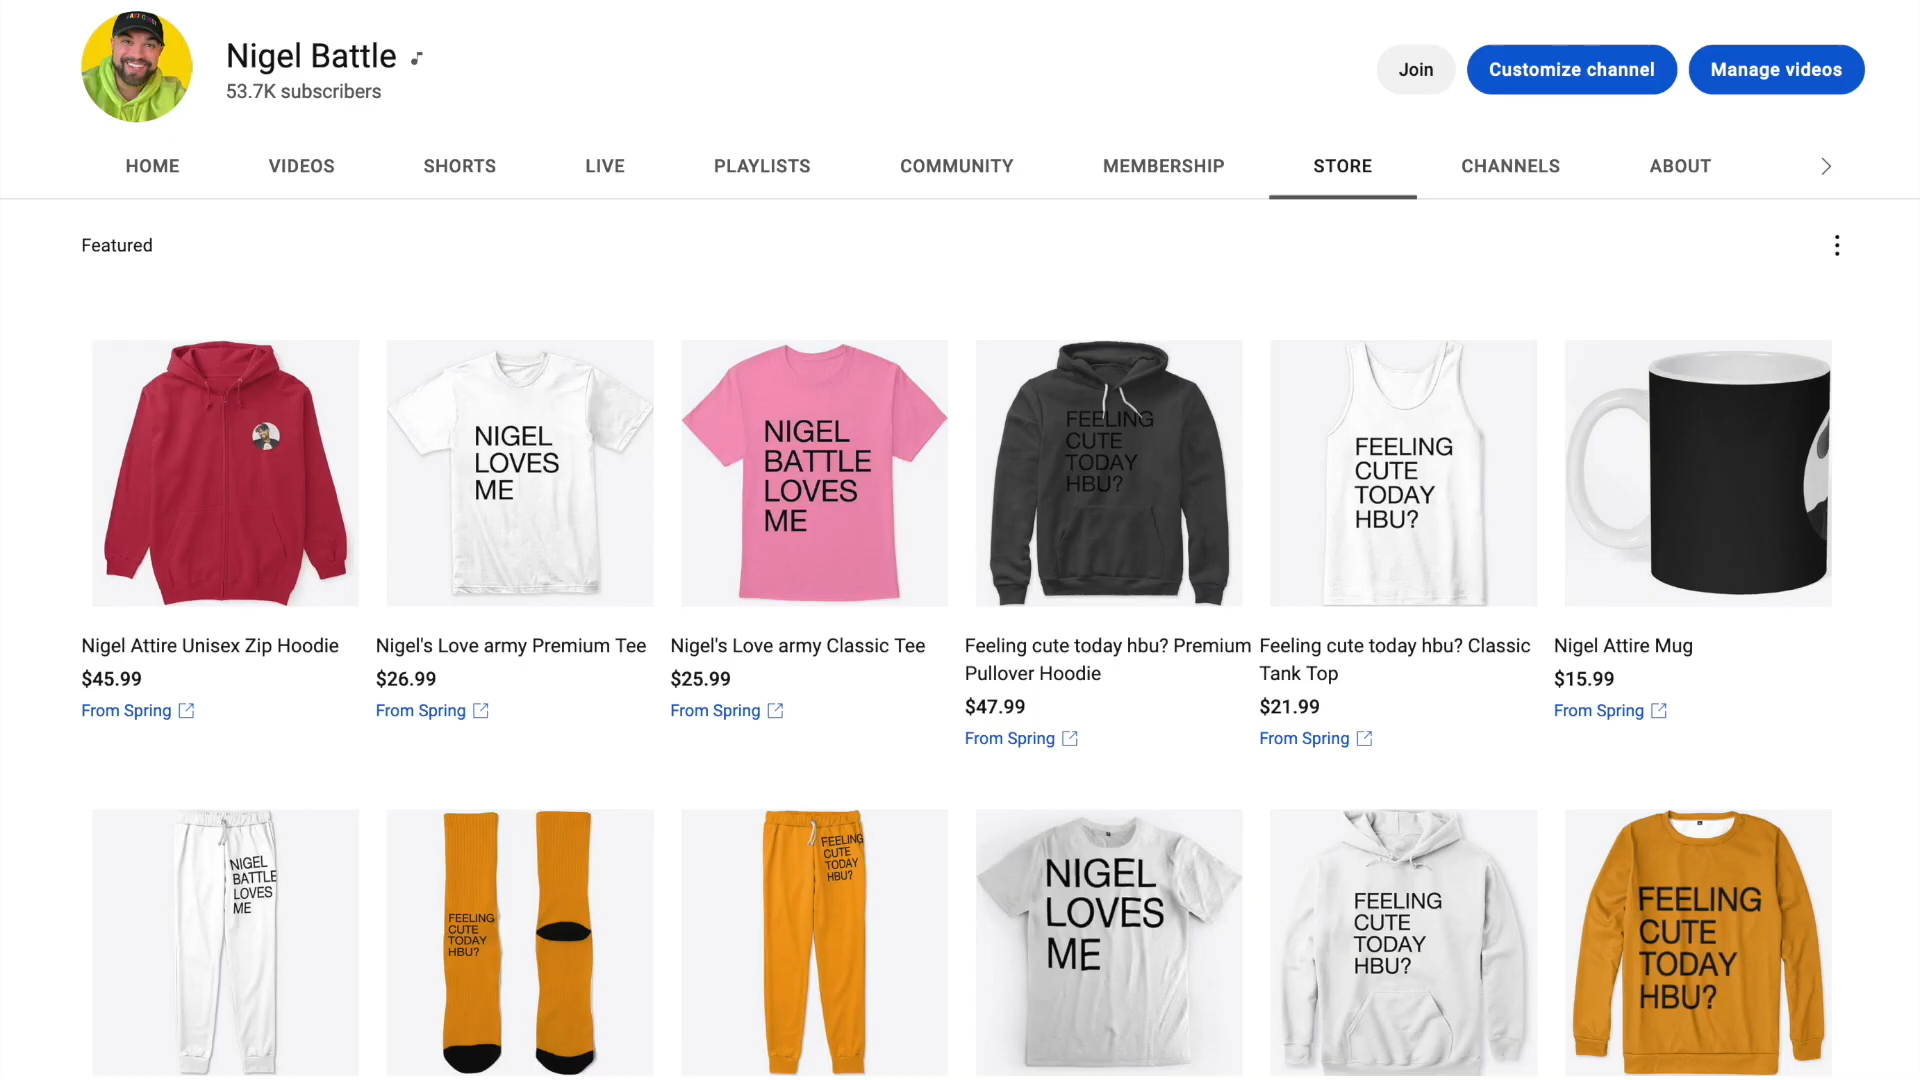 Nigel Battle
53.7K subscribers
Join
Customize channel
Manage videos
HOME
VIDEOS
SHORTS
LIVE
PLAYLISTS
COMMUNITY
MEMBERSHIP
STORE
CHANNELS
ABOUT
Featured
NIGEL
LOVES
ME
NIGEL
BATTLE
LOVES
ME
FEELING
CUTE
TODAY
HBU?
FEELING
CUTE
TODAY
HBU?
Nigel Attire Unisex Zip Hoodie
$45.99
From Spring
Nigel's Love army Premium Tee
$26.99
From Spring
Nigel's Love army Classic Tee
$25.99
From Spring
Feeling cute today hbu? Premium
Pullover Hoodie
$47.99
From Spring
Feeling cute today hbu? Classic
Tank Top
$21.99
From Spring
Nigel Attire Mug
$15.99
From Spring
NIGEL
BATTLE
LOVES
ME
FEELING
CUTE
TODAY
HBU?
FEELING
CUTE
TODAY
HBU?
NIGEL
LOVES
ME
FEELING
CUTE
TODAY
HBU?
FEELING
CUTE
TODAY
HBU?